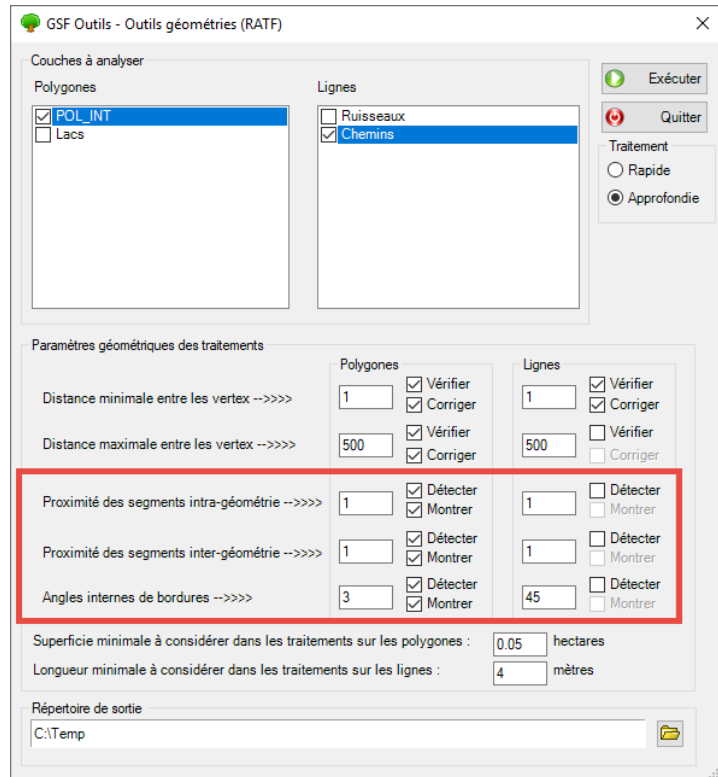 GSF Outils - Outils géométries (RATF)
Couches à analyser
Polygones
Lignes
POL_INT
Lacs
Ruisseaux
Chemins
Exécuter
Quitter
Traitement
Rapide
Approfondie
Paramètres géométriques des traitements
Polygones
Lignes
Distance minimale entre les vertex -->>>>
1
Vérifier
Corriger
1
Vérifier
Corriger
Distance maximale entre les vertex -->>>>
500
Vérifier
Corriger
500
Vérifier
Corriger
Proximité des segments intra-géométrie -->>>>
1
Détecter
Montrer
1
Détecter
Montrer
Proximité des segments inter-géométrie -->>>>
1
Détecter
Montrer
1
Détecter
Montrer
Angles internes de bordures -->>>>
3
Détecter
Montrer
45
Détecter
Montrer
Superficie minimale à considérer dans les traitements sur les polygones : 0.05 hectares
Longueur minimale à considérer dans les traitements sur les lignes : 4 mètres
Répertoire de sortie
C:\Temp